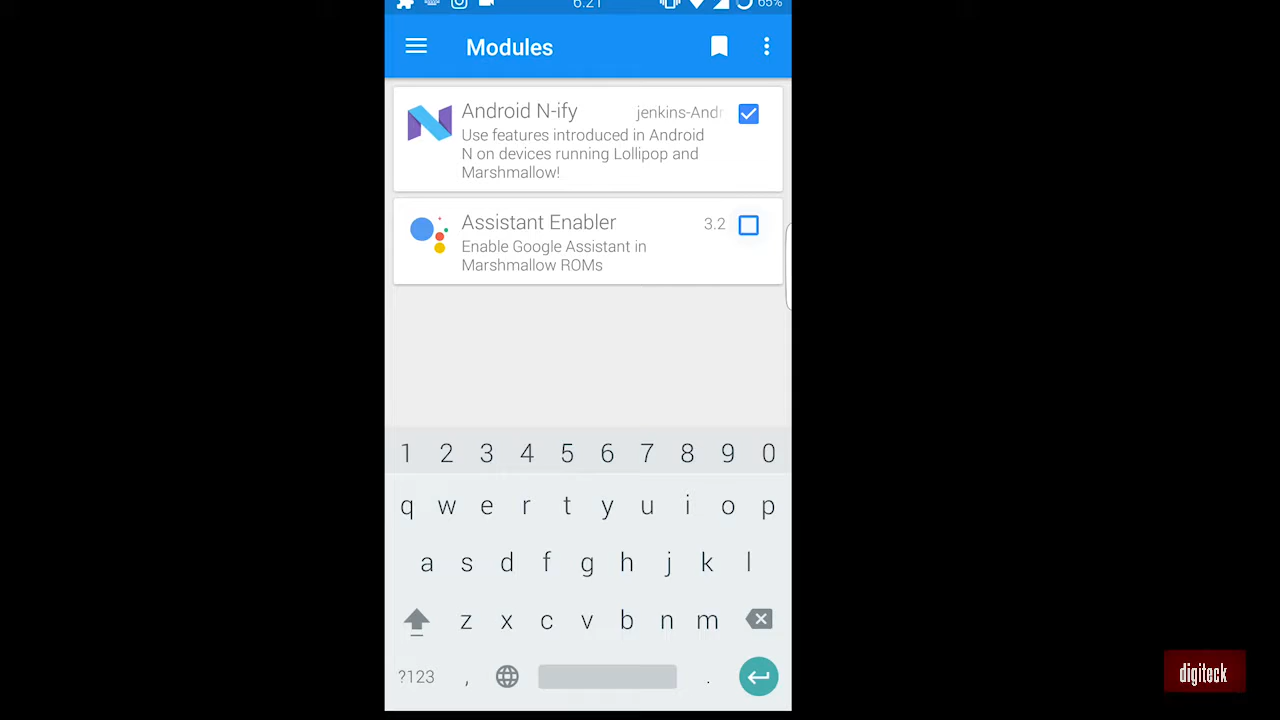 6:21
65%
Modules
Android N-ify
jenkins-Andr
Use features introduced in Android
N on devices running Lollipop and
Marshmallow!
Assistant Enabler
3.2
Enable Google Assistant in
Marshmallow ROMs
1 2 3 4 5 6 7 8 9 0
q w e r t y u i o p
a s d f g h j k l
z x c v b n m
?123 , .
digiteck